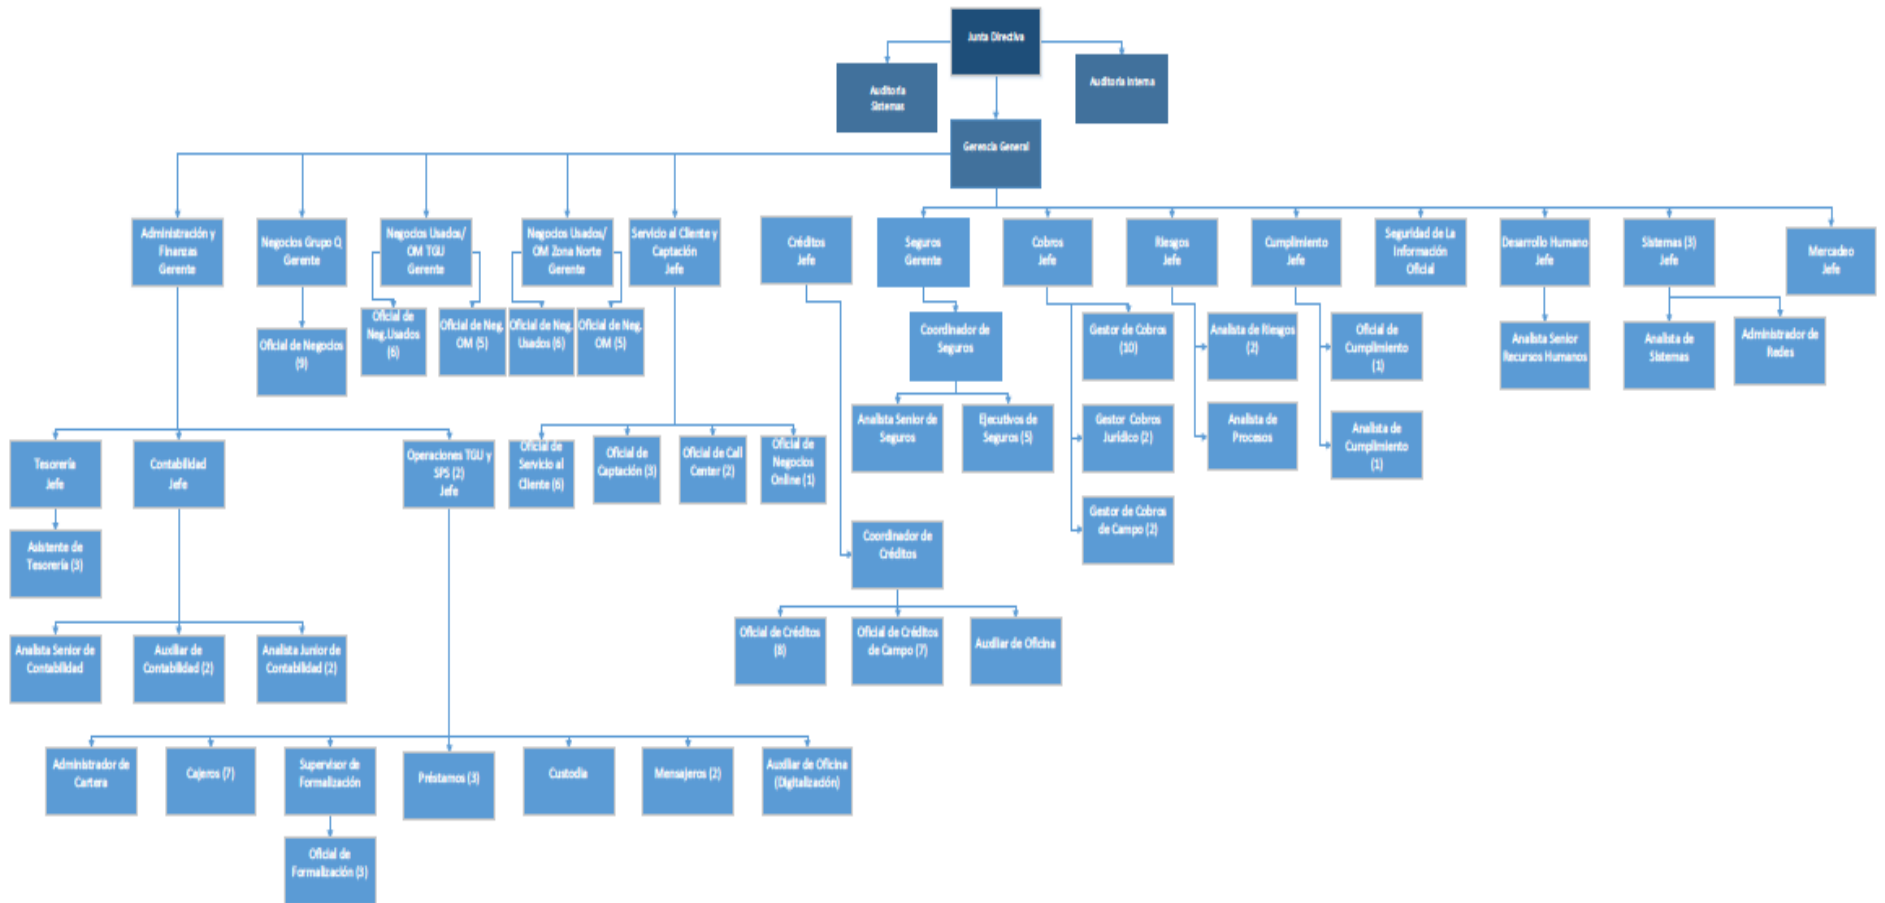 Junta Directiva
Auditoría
Sistemas
Auditoría Interna
Gerencia General
Administración y
Finanzas
Gerente
Negocios Grupo Q
Gerente
Negocios Usados/
OM TGU
Gerente
Negocios Usados/
OM Zona Norte
Gerente
Servicio al Cliente y
Captación
Jefe
Créditos
Jefe
Seguros
Gerente
Cobros
Jefe
Riesgos
Jefe
Cumplimiento
Jefe
Seguridad de La
Información
Oficial
Desarrollo Humano
Jefe
Sistemas (3)
Jefe
Mercadeo
Jefe
Oficial de Negocios
(9)
Oficial de
Neg.Usados
(6)
Oficial de Neg.
OM (5)
Oficial de Neg.
Usados (6)
Oficial de Neg.
OM (5)
Coordinador de
Seguros
Gestor de Cobros
(10)
Analista de Riesgos
(2)
Oficial de
Cumplimiento
(1)
Analista Senior
Recursos Humanos
Analista de
Sistemas
Administrador de
Redes
Analista Senior de
Seguros
Ejecutivos de
Seguros (5)
Gestor Cobros
Jurídico (2)
Analista de
Procesos
Analista de
Cumplimiento
(1)
Tesorería
Jefe
Contabilidad
Jefe
Operaciones TGU y
SPS (2)
Jefe
Oficial de
Servicio al
Cliente (6)
Oficial de
Captación (3)
Oficial de Call
Center (2)
Oficial de
Negocios
Online (1)
Gestor de Cobros
de Campo (2)
Asistente de
Tesorería (3)
Coordinador de
Créditos
Analista Senior de
Contabilidad
Auxiliar de
Contabilidad (2)
Analista Junior de
Contabilidad (2)
Oficial de Créditos
(8)
Oficial de Créditos
de Campo (7)
Auxiliar de Oficina
Administrador de
Cartera
Cajeros (7)
Supervisor de
Formalización
Préstamos (3)
Custodia
Mensajeros (2)
Auxiliar de Oficina
(Digitalización)
Oficial de
Formalización (3)